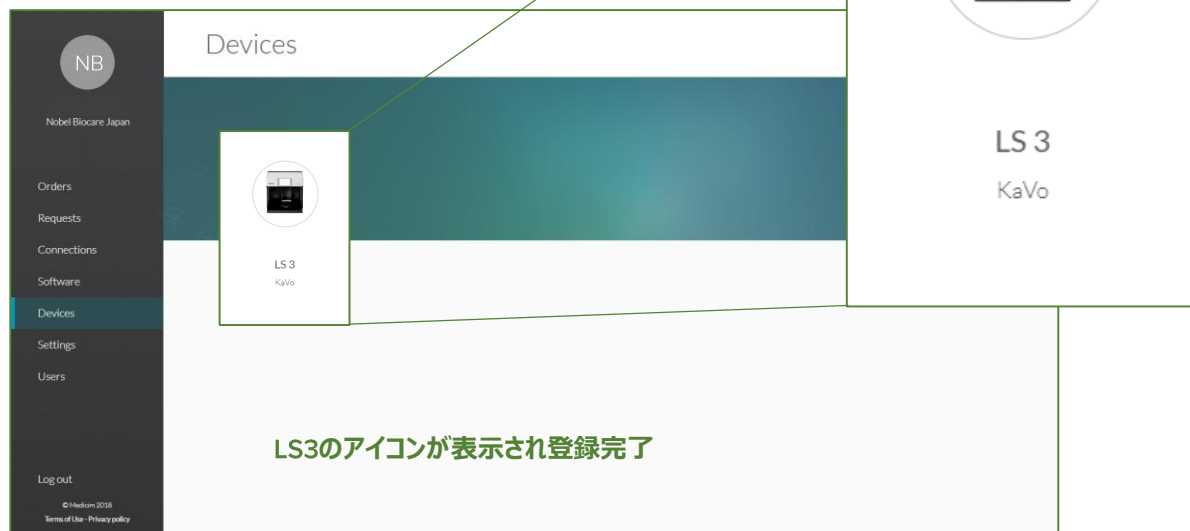 NB
Nobel Biocare Japan
Orders
Requests
Connections
Software
Devices
Settings
Users
Log out
© Medicim 2018
Terms of Use - Privacy policy
Devices
LS 3
KaVo
LS3のアイコンが表示され登録完了
LS 3
KaVo